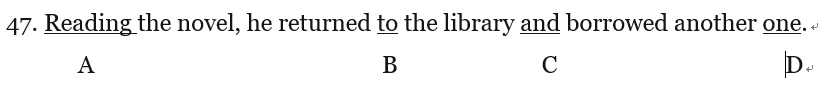 47. Reading the novel, he returned to the library and borrowed another one.
A B C D